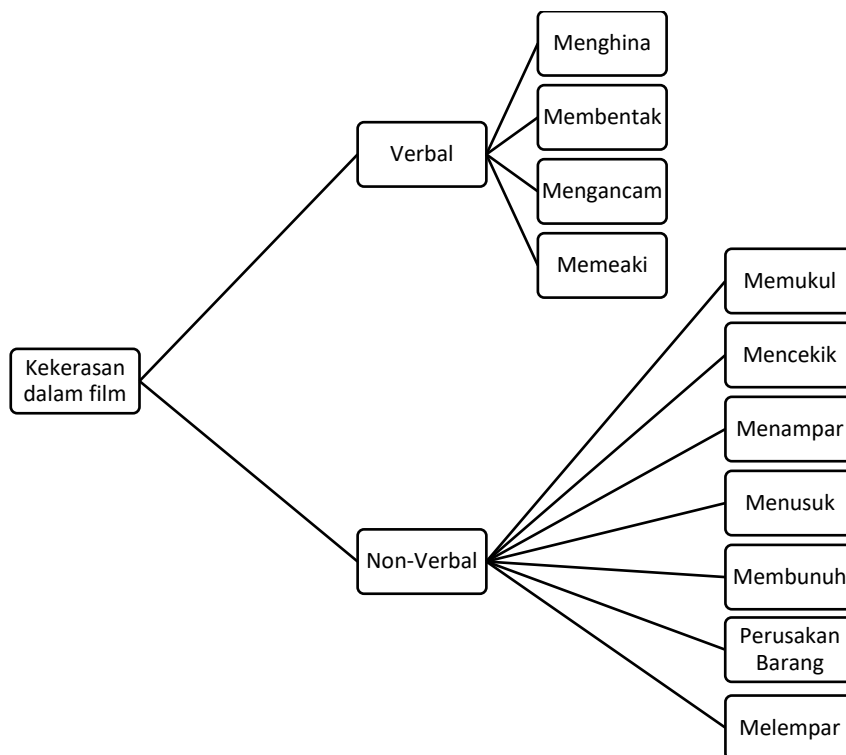 Kekerasan
dalam film
Verbal
Menghina
Membentak
Mengancam
Memeaki
Non-Verbal
Memukul
Mencekik
Menampar
Menusuk
Membunuh
Perusakan
Barang
Melempar